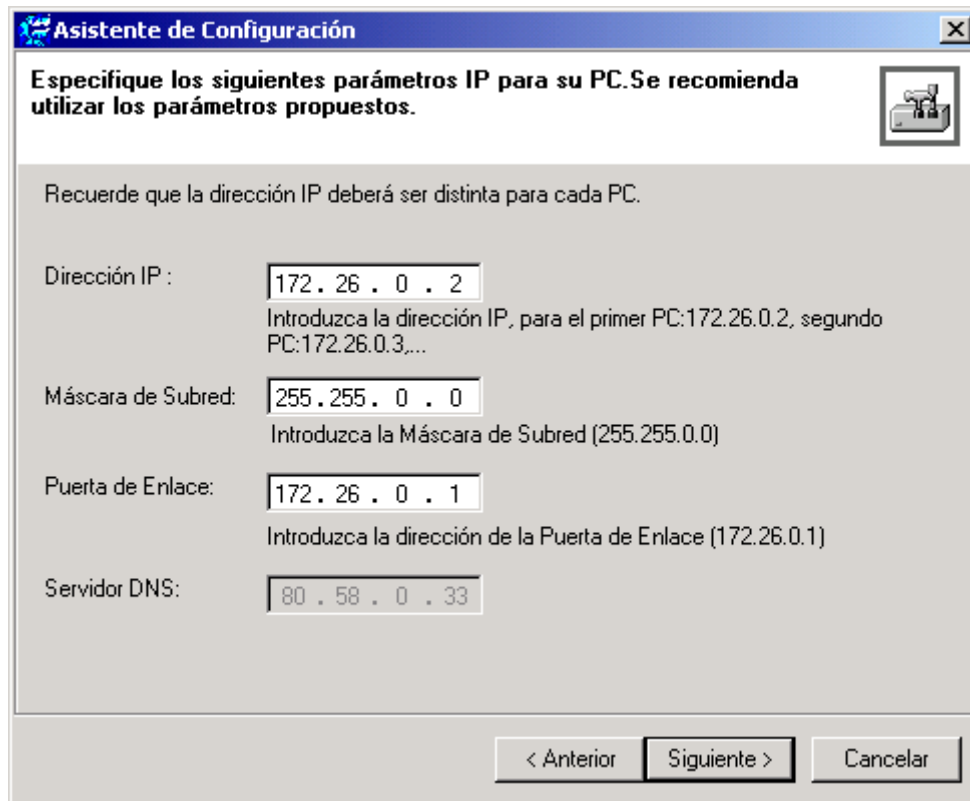 Asistente de Configuración
Especifique los siguientes parámetros IP para su PC.Se recomienda
utilizar los parámetros propuestos.
Recuerde que la dirección IP deberá ser distinta para cada PC.
Dirección IP :
172 . 26 . 0 . 2
Introduzca la dirección IP, para el primer PC:172.26.0.2, segundo
PC:172.26.0.3,...
Máscara de Subred:
255 . 255 . 0 . 0
Introduzca la Máscara de Subred (255.255.0.0)
Puerta de Enlace:
172 . 26 . 0 . 1
Introduzca la dirección de la Puerta de Enlace (172.26.0.1)
Servidor DNS:
80 . 58 . 0 . 33
< Anterior
Siguiente >
Cancelar